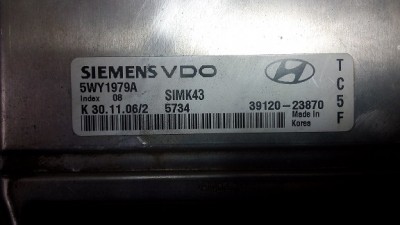 SIEMENS VDO
5WY1979A
Index 08 SIMK43
K 30.11.06/2 5734 39120-23870
Made In
Korea
TC5F